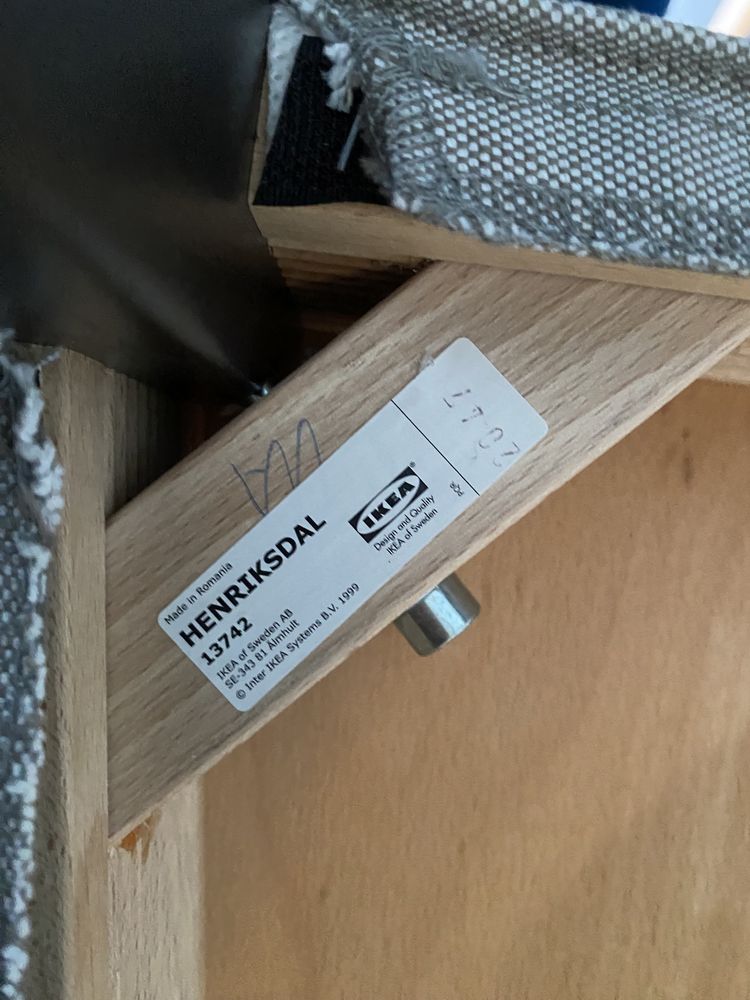 Made in Romania
HENRIKSDAL
13742
IKEA of Sweden AB
SE-343 81 Älmhult
© Inter IKEA Systems B.V. 1999
IKEA®
Design and Quality
IKEA of Sweden